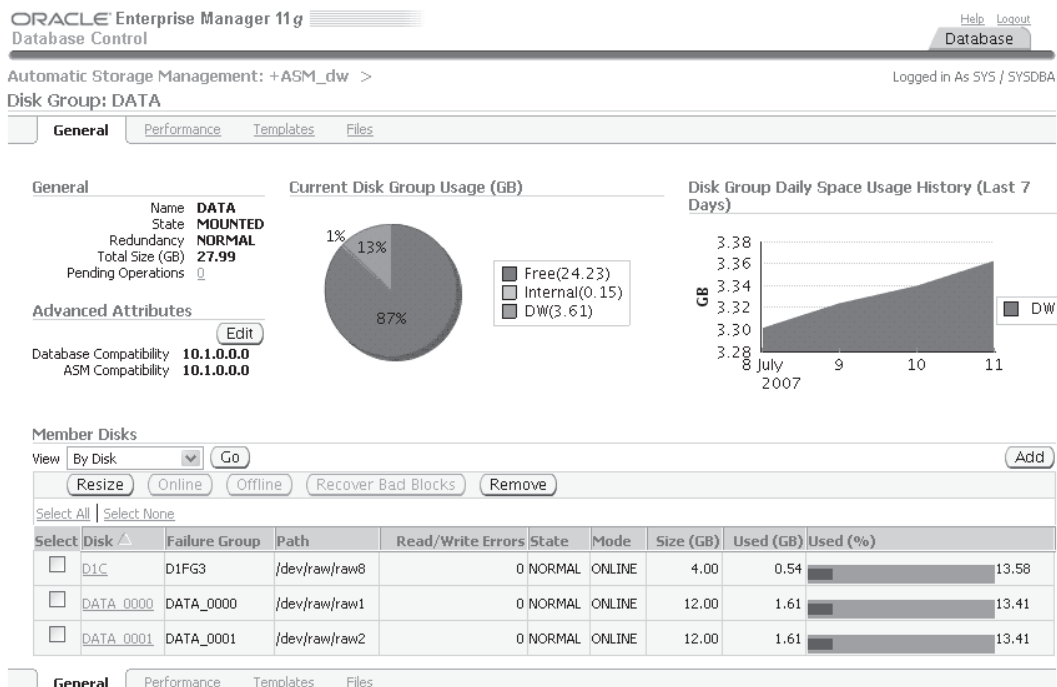 ORACLE Enterprise Manager 11g
Database Control
Help Logout
Database
Automatic Storage Management: +ASM_dw >
Logged in As SYS / SYSDBA
Disk Group: DATA
General Performance Templates Files
General
Name DATA
State MOUNTED
Redundancy NORMAL
Total Size (GB) 27.99
Pending Operations 0
Advanced Attributes
Edit
Database Compatibility 10.1.0.0.0
ASM Compatibility 10.1.0.0.0
Current Disk Group Usage (GB)
1%
13%
87%
Free(24.23)
Internal(0.15)
DW(3.61)
Disk Group Daily Space Usage History (Last 7
Days)
GB
3.38
3.36
3.34
3.32
3.30
3.28
8 July 9 10 11
2007
DW
Member Disks
View By Disk Go
Add
Resize Online Offline Recover Bad Blocks Remove
Select All | Select None
Select Disk Failure Group Path Read/Write Errors State Mode Size (GB) Used (GB) Used (%)
D1C D1FG3 /dev/raw/raw8 0 NORMAL ONLINE 4.00 0.54 13.58
DATA_0000 DATA_0000 /dev/raw/raw1 0 NORMAL ONLINE 12.00 1.61 13.41
DATA_0001 DATA_0001 /dev/raw/raw2 0 NORMAL ONLINE 12.00 1.61 13.41
General Performance Templates Files